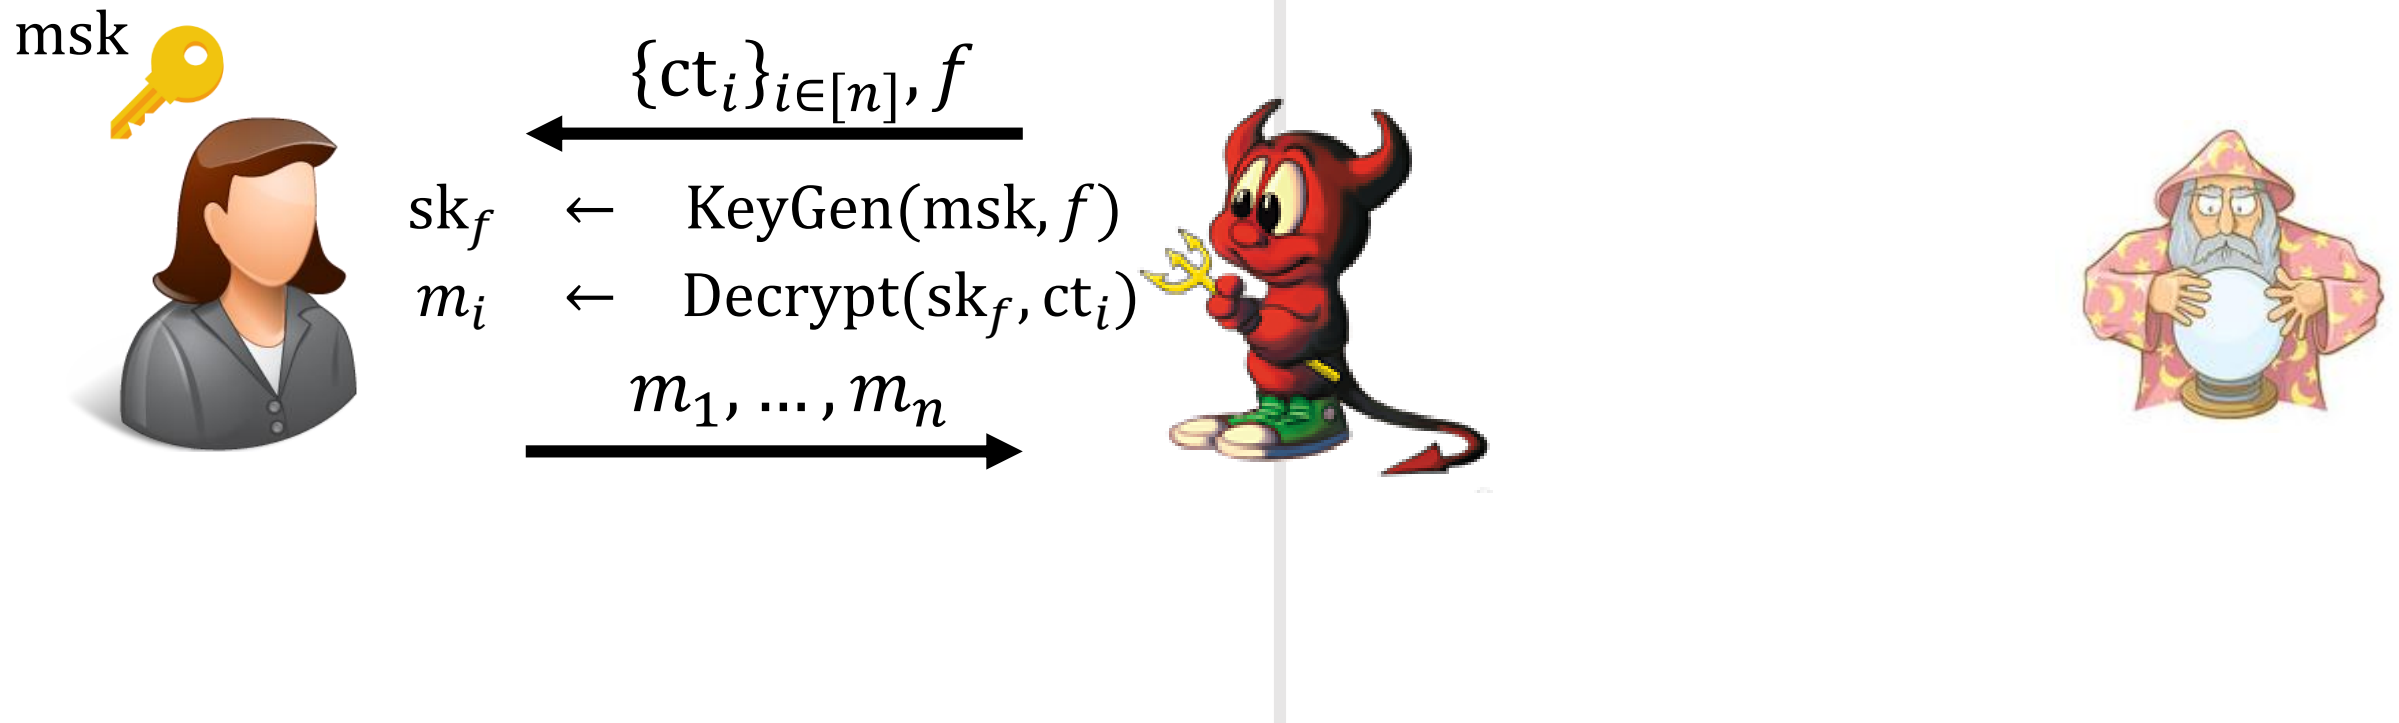 msk
{ct_i}_{i∈[n]}, f
sk_f ← KeyGen(msk, f)
m_i ← Decrypt(sk_f, ct_i)
m_1, … , m_n